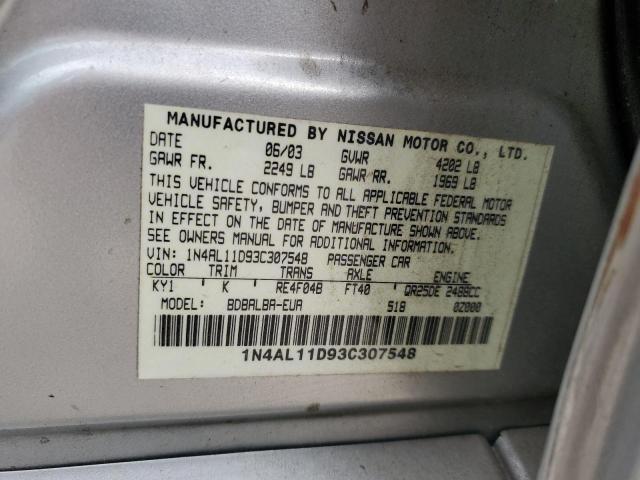 MANUFACTURED BY NISSAN MOTOR CO., LTD.
DATE 06/03 GVWR 4202 LB
GAWR FR. 2249 LB GAWR RR. 1969 LB
THIS VEHICLE CONFORMS TO ALL APPLICABLE FEDERAL MOTOR
VEHICLE SAFETY, BUMPER AND THEFT PREVENTION STANDARDS
IN EFFECT ON THE DATE OF MANUFACTURE SHOWN ABOVE.
SEE OWNERS MANUAL FOR ADDITIONAL INFORMATION.
VIN: 1N4AL11D93C307548 PASSENGER CAR
COLOR TRIM TRANS AXLE ENGINE
KY1 K RE4F04B FT40 QR25DE 2488CC
MODEL: BDBALBA-EUA S18 0Z000
1N4AL11D93C307548